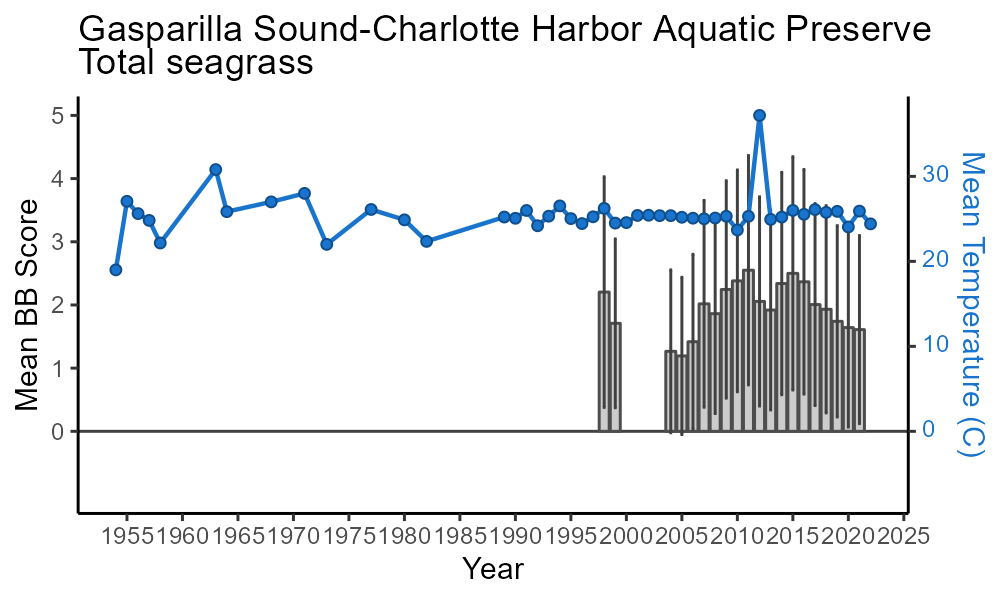 Gasparilla Sound-Charlotte Harbor Aquatic Preserve
Total seagrass
Mean BB Score
5
4
3
2
1
0
30
20
10
0
Mean Temperature (C)
1955 1960 1965 1970 1975 1980 1985 1990 1995 2000 2005 2010 2015 2020 2025
Year